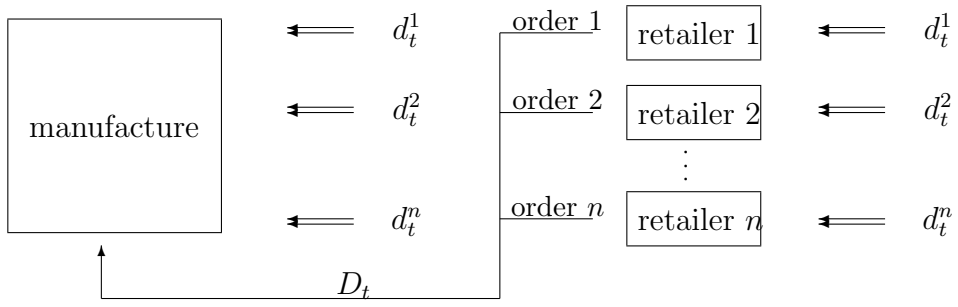 d_t^1 order 1 retailer 1 d_t^1
d_t^2 order 2 retailer 2 d_t^2
manufacture
⋮
d_t^n order n retailer n d_t^n
D_t